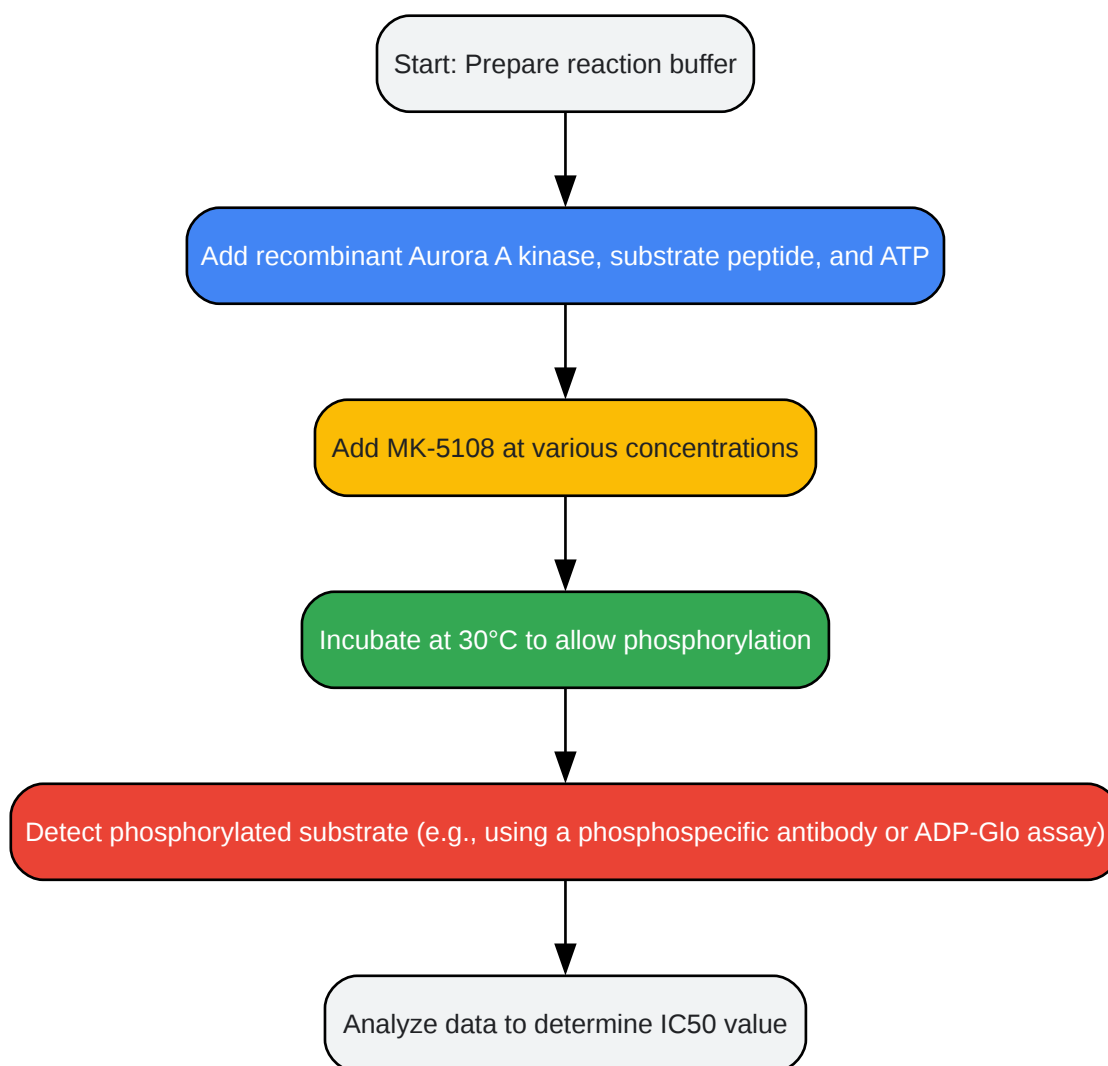 Start: Prepare reaction buffer
Add recombinant Aurora A kinase, substrate peptide, and ATP
Add MK-5108 at various concentrations
Incubate at 30°C to allow phosphorylation
Detect phosphorylated substrate (e.g., using a phosphospecific antibody or ADP-Glo assay)
Analyze data to determine IC50 value